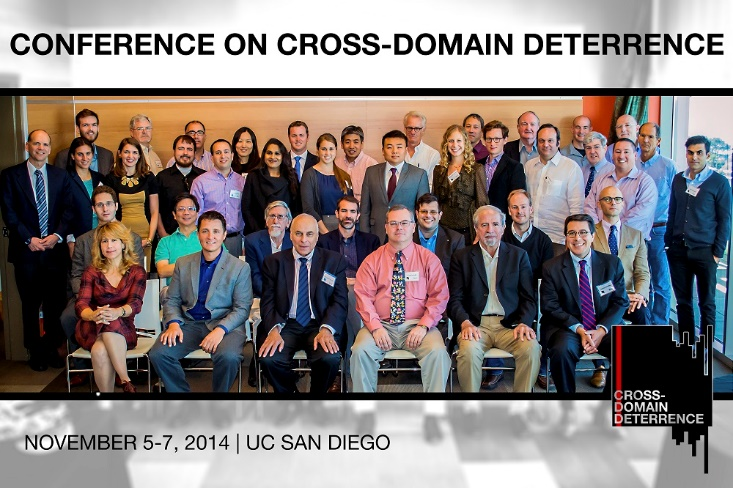 CONFERENCE ON CROSS-DOMAIN DETERRENCE
CROSS-
DOMAIN
DETERRENCE
NOVEMBER 5-7, 2014 | UC SAN DIEGO